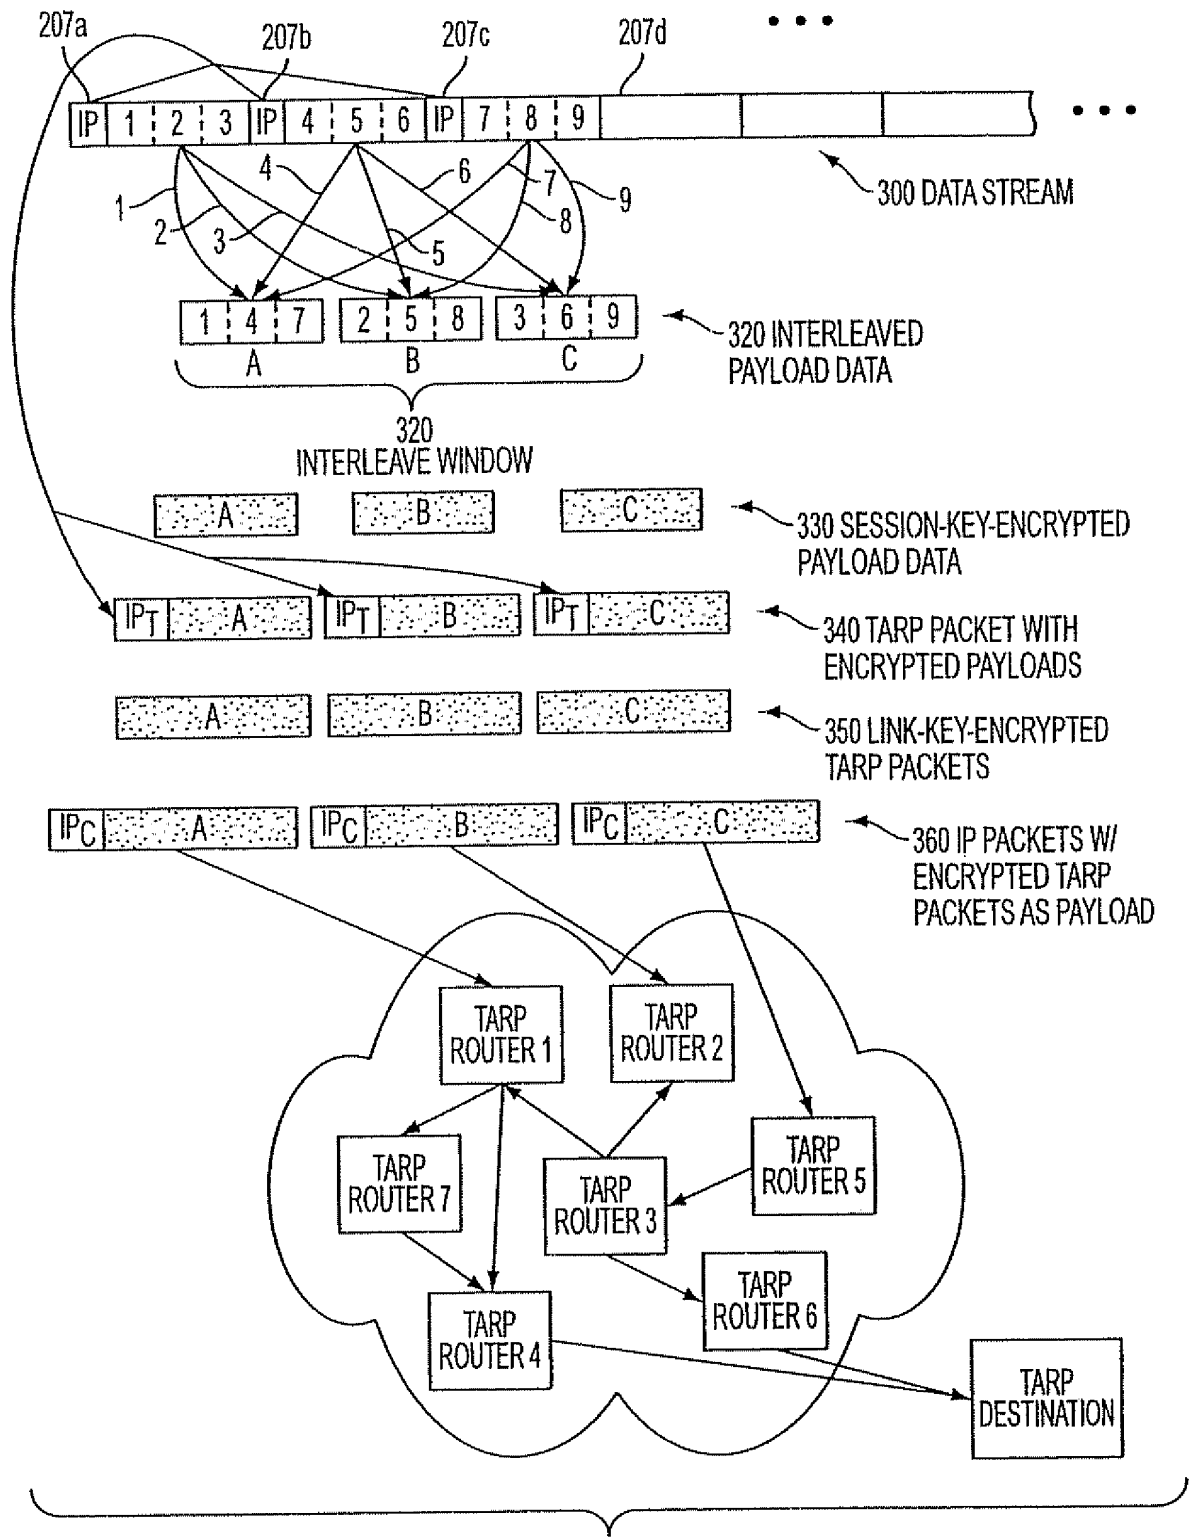 207a
207b
207c
207d
IP 1 2 3 IP 4 5 6 IP 7 8 9
300 DATA STREAM
1 2 3 4 5 6 7 8 9
1 4 7
2 5 8
3 6 9
A B C
320 INTERLEAVED
PAYLOAD DATA
320
INTERLEAVE WINDOW
A B C
330 SESSION-KEY-ENCRYPTED
PAYLOAD DATA
IPT A IPT B IPT C
340 TARP PACKET WITH
ENCRYPTED PAYLOADS
A B C
350 LINK-KEY-ENCRYPTED
TARP PACKETS
IPC A IPC B IPC C
360 IP PACKETS W/
ENCRYPTED TARP
PACKETS AS PAYLOAD
TARP
ROUTER 1
TARP
ROUTER 2
TARP
ROUTER 7
TARP
ROUTER 3
TARP
ROUTER 5
TARP
ROUTER 4
TARP
ROUTER 6
TARP
DESTINATION